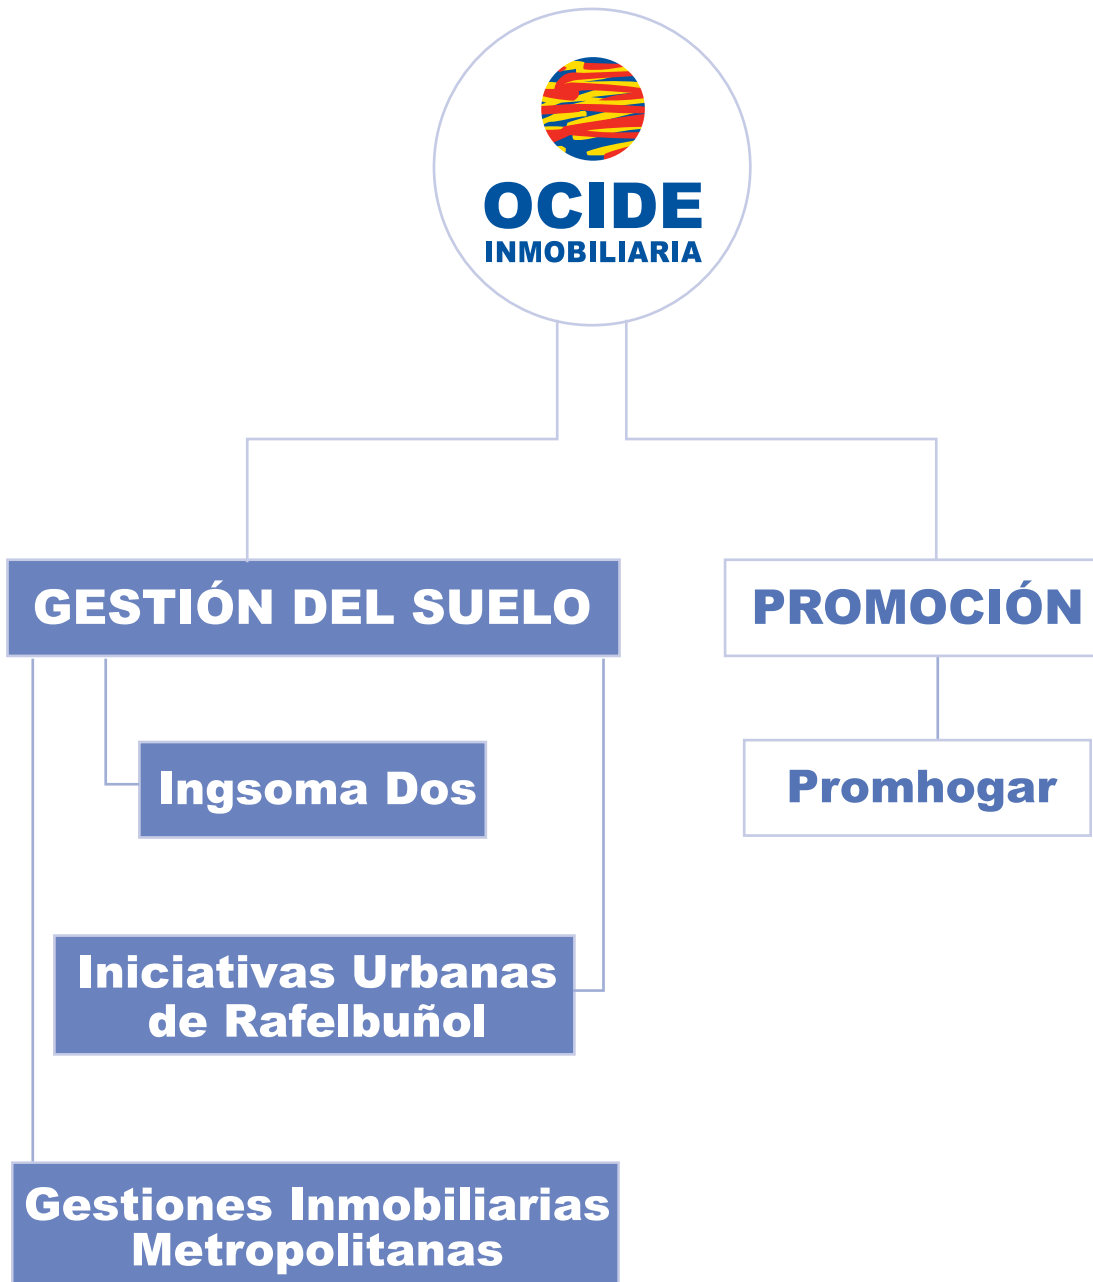 OCIDE
INMOBILIARIA
GESTIÓN DEL SUELO
PROMOCIÓN
Ingsoma Dos
Promhogar
Iniciativas Urbanas
de Rafelbuñol
Gestiones Inmobiliarias
Metropolitanas